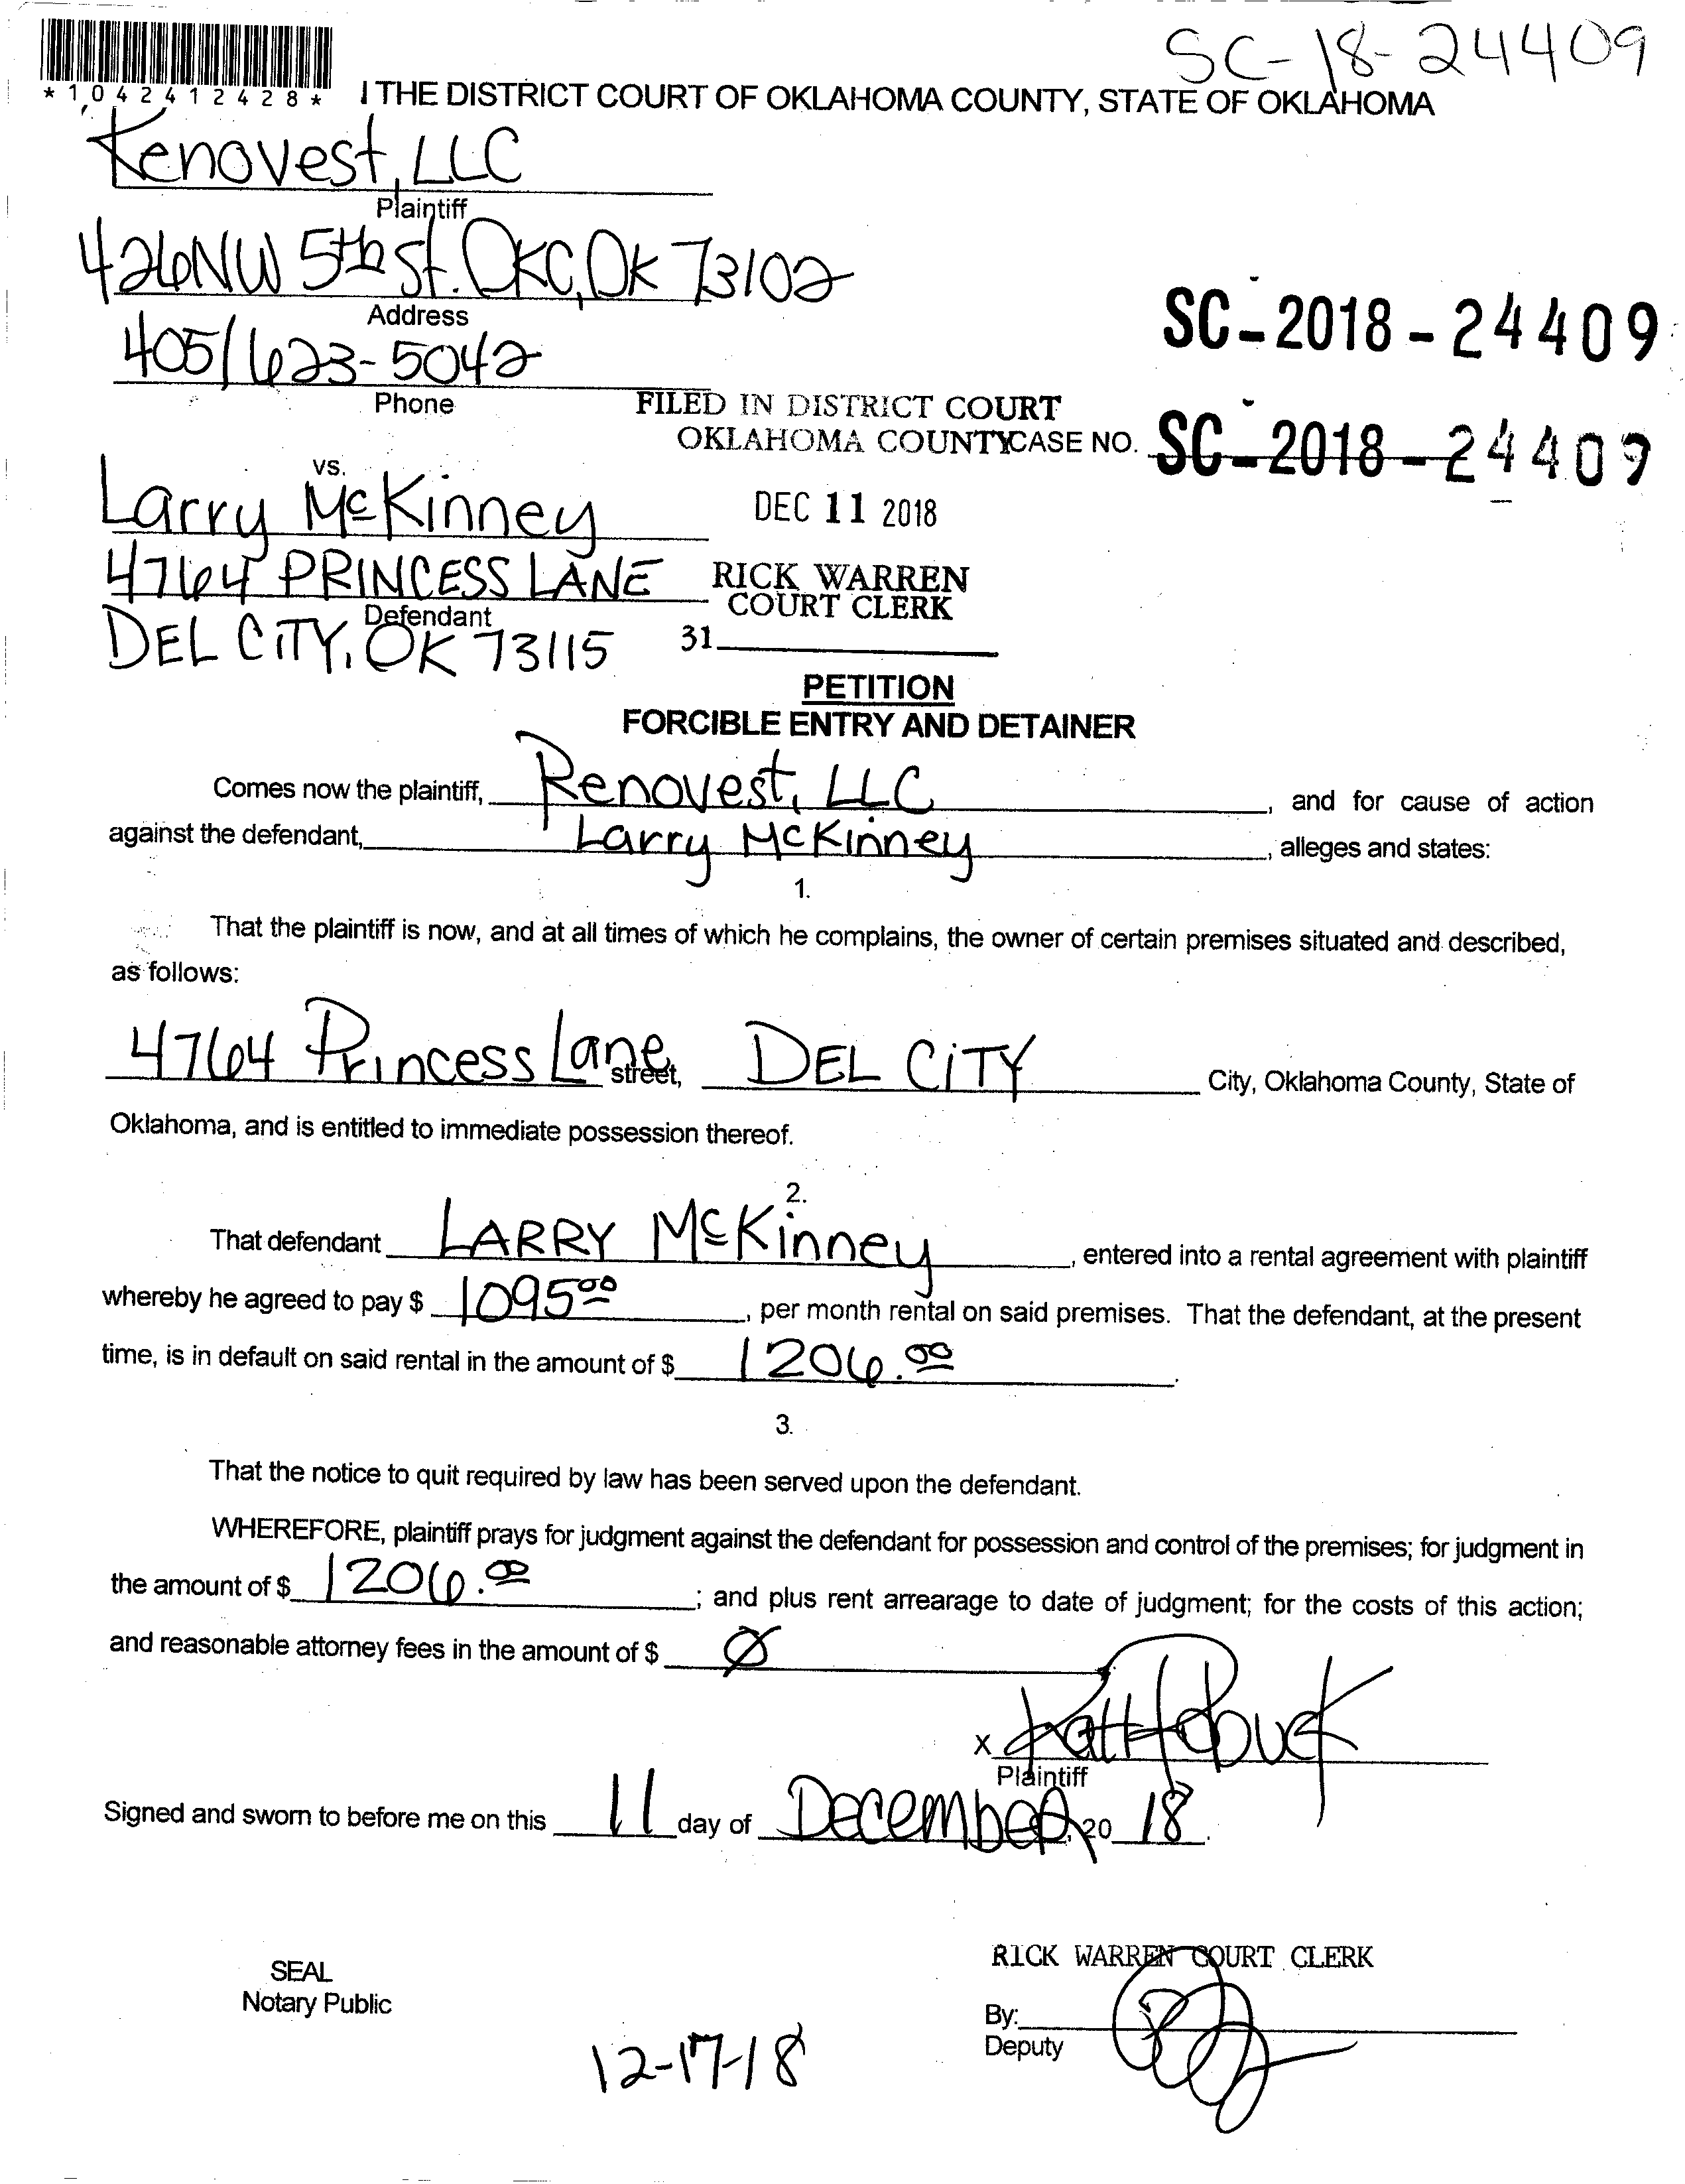 SC-18-24409
*1042412428*
I THE DISTRICT COURT OF OKLAHOMA COUNTY, STATE OF OKLAHOMA
Renovest, LLC
Plaintiff
426 NW 5th St. OKC, OK 73102
Address
SC-2018-24409
405/623-5042
Phone
FILED IN DISTRICT COURT
OKLAHOMA COUNTY CASE NO. SC-2018-24409
vs.
Larry McKinney
DEC 11 2018
4764 PRINCESS LANE
RICK WARREN
COURT CLERK
Defendant
DEL CITY, OK 73115
31
PETITION
FORCIBLE ENTRY AND DETAINER
Comes now the plaintiff, Renovest, LLC, and for cause of action
against the defendant, Larry McKinney, alleges and states:
1.
That the plaintiff is now, and at all times of which he complains, the owner of certain premises situated and described,
as follows:
4764 Princess Lane street, DEL CITY City, Oklahoma County, State of
Oklahoma, and is entitled to immediate possession thereof.
2.
That defendant LARRY McKinney, entered into a rental agreement with plaintiff
whereby he agreed to pay $ 1095.00, per month rental on said premises. That the defendant, at the present
time, is in default on said rental in the amount of $ 1206.00.
3.
That the notice to quit required by law has been served upon the defendant.
WHEREFORE, plaintiff prays for judgment against the defendant for possession and control of the premises; for judgment in
the amount of $ 1206.00; and plus rent arrearage to date of judgment; for the costs of this action;
and reasonable attorney fees in the amount of $ Ø
X
Plaintiff
Signed and sworn to before me on this 11 day of December, 20 18.
RICK WARREN COURT CLERK
SEAL
Notary Public
By:
Deputy
12-17-18